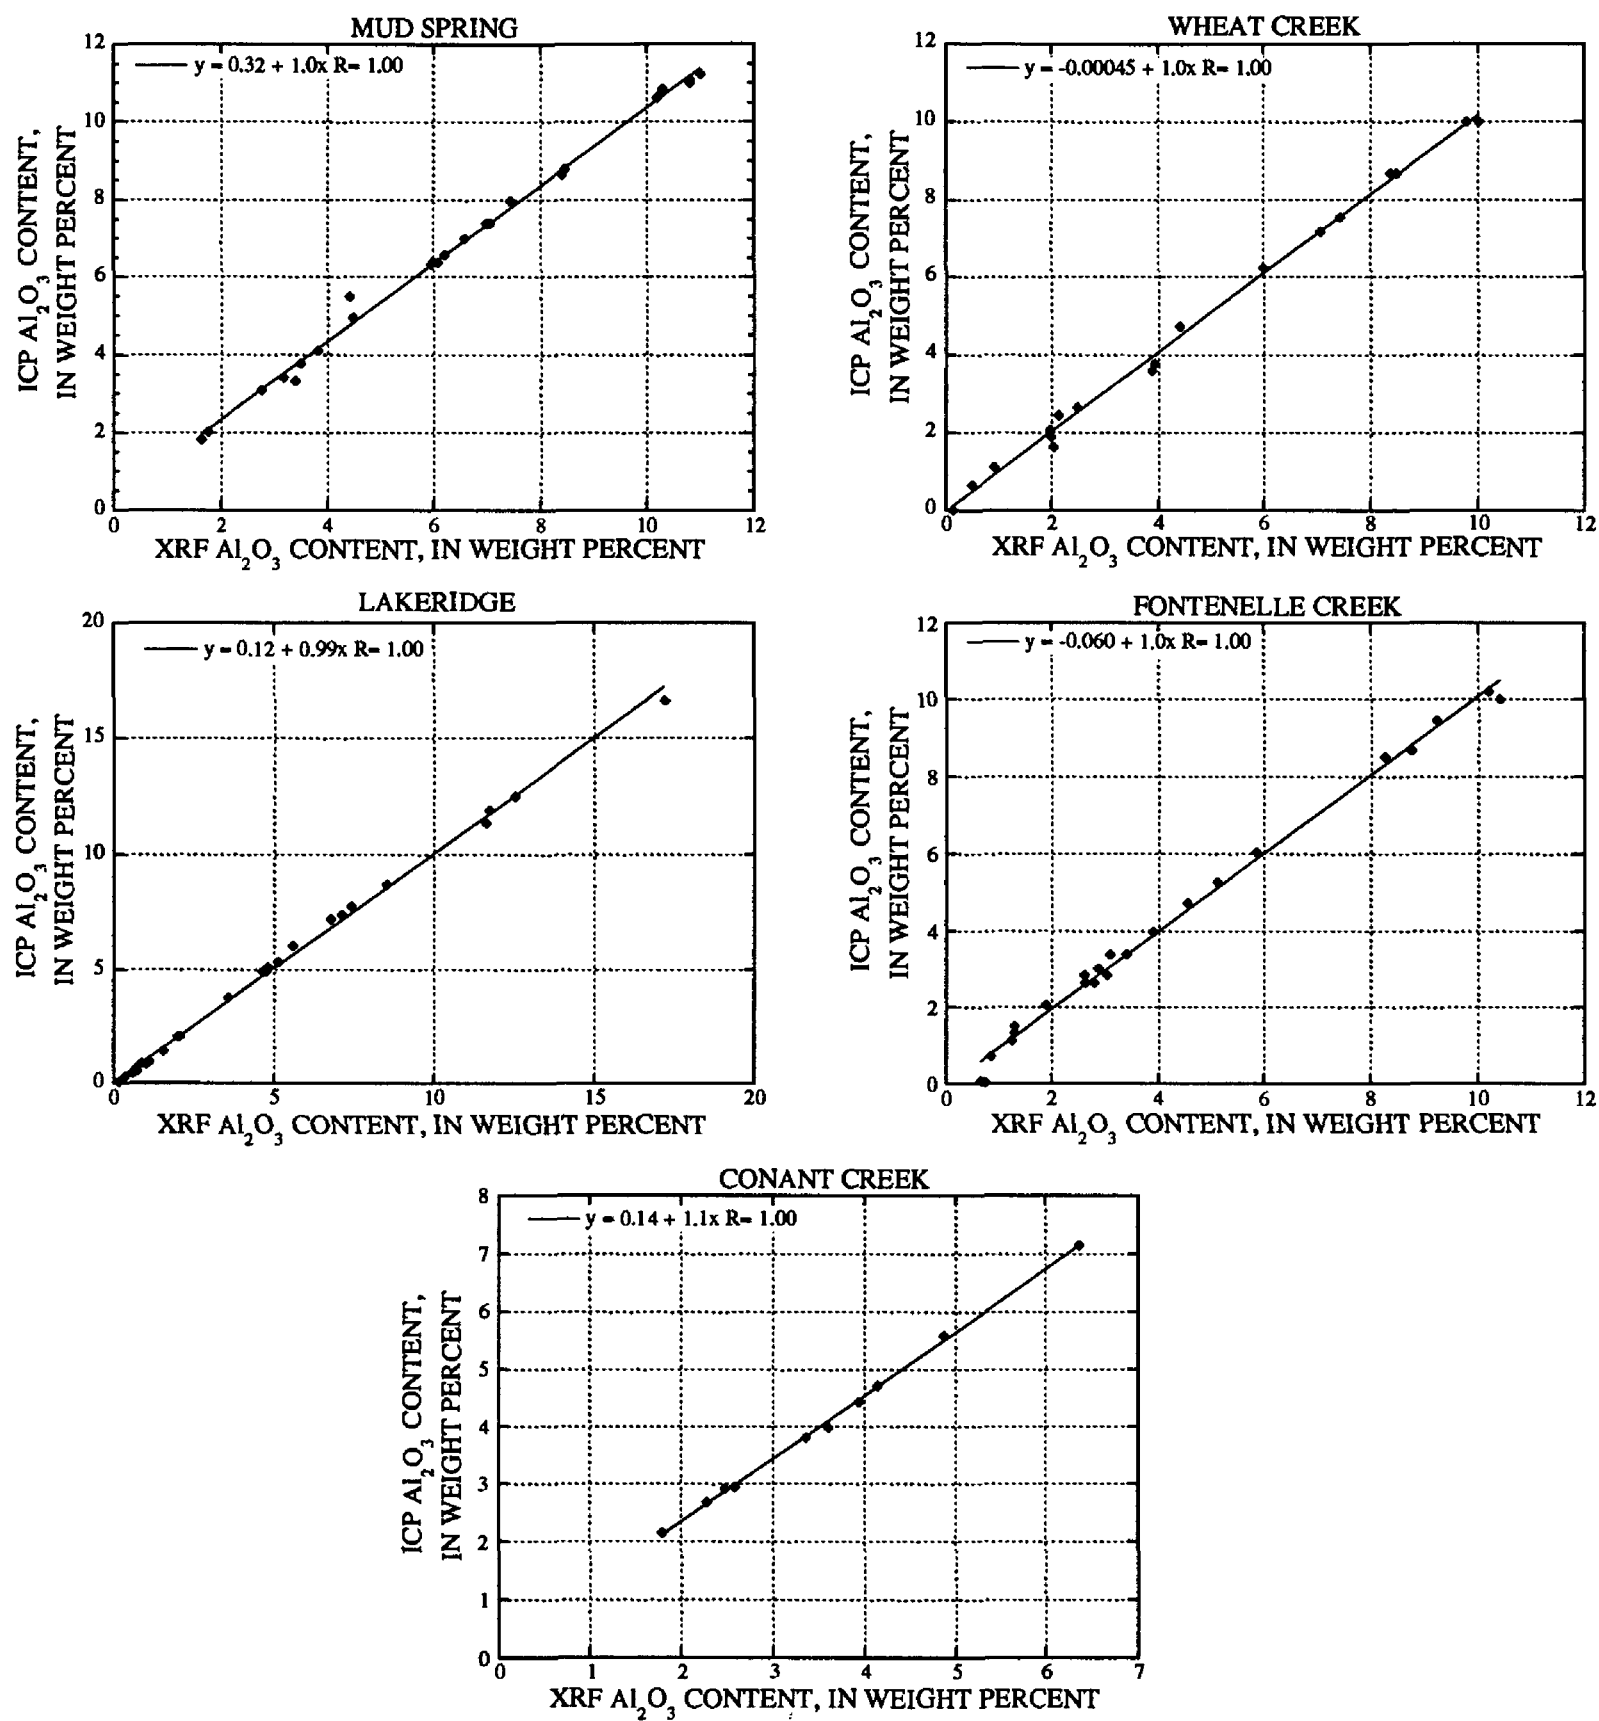 MUD SPRING
y = 0.32 + 1.0x R= 1.00
12
10
8
6
4
2
0
0 2 4 6 8 10 12
ICP Al2O3 CONTENT,
IN WEIGHT PERCENT
XRF Al2O3 CONTENT, IN WEIGHT PERCENT
WHEAT CREEK
y = -0.00045 + 1.0x R= 1.00
12
10
8
6
4
2
0
0 2 4 6 8 10 12
ICP Al2O3 CONTENT,
IN WEIGHT PERCENT
XRF Al2O3 CONTENT, IN WEIGHT PERCENT
LAKERIDGE
y = 0.12 + 0.99x R= 1.00
20
15
10
5
0
0 5 10 15 20
ICP Al2O3 CONTENT,
IN WEIGHT PERCENT
XRF Al2O3 CONTENT, IN WEIGHT PERCENT
FONTENELLE CREEK
y = -0.060 + 1.0x R= 1.00
12
10
8
6
4
2
0
0 2 4 6 8 10 12
ICP Al2O3 CONTENT,
IN WEIGHT PERCENT
XRF Al2O3 CONTENT, IN WEIGHT PERCENT
CONANT CREEK
y = 0.14 + 1.1x R= 1.00
8
7
6
5
4
3
2
1
0
0 1 2 3 4 5 6 7
ICP Al2O3 CONTENT,
IN WEIGHT PERCENT
XRF Al2O3 CONTENT, IN WEIGHT PERCENT